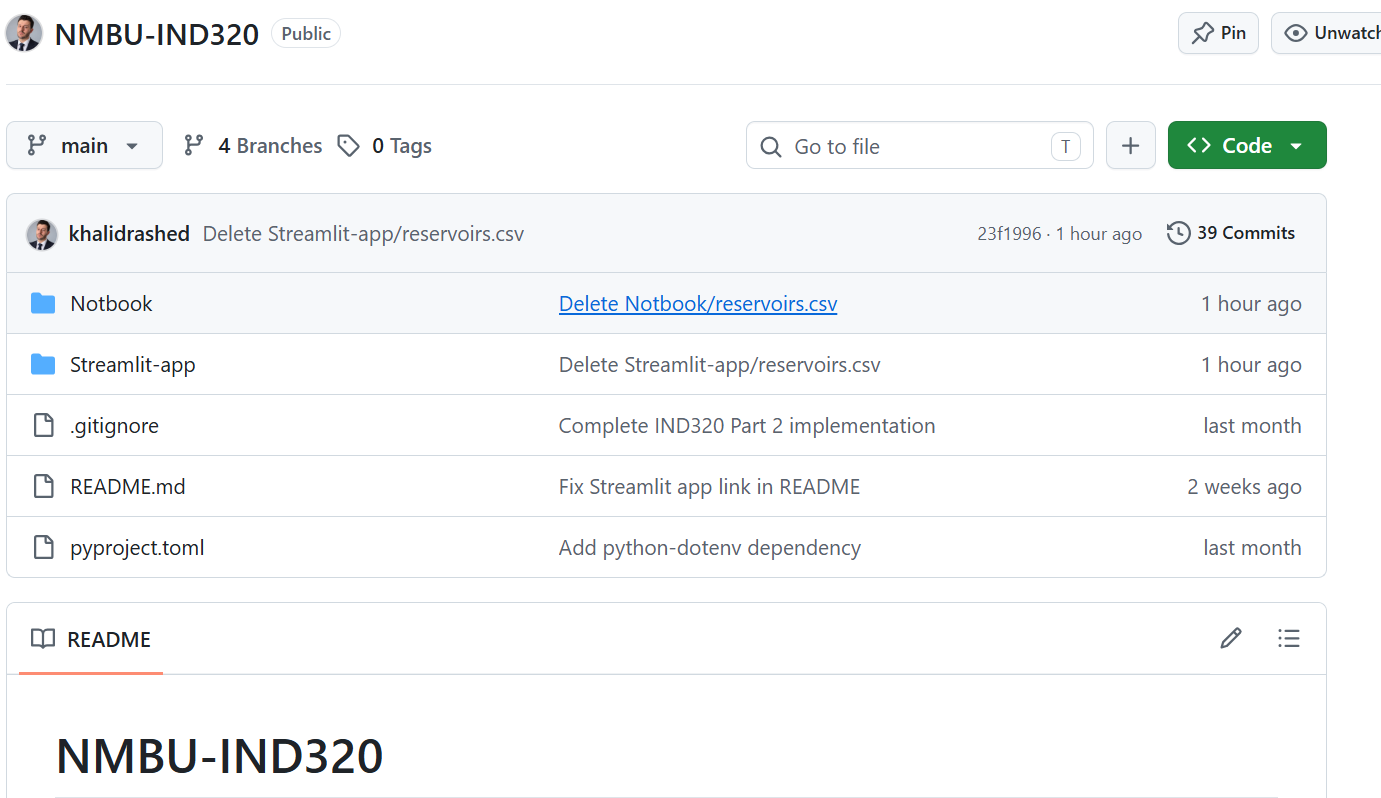 NMBU-IND320 Public Pin Unwatch
main 4 Branches 0 Tags Go to file T Code
khalidrashed Delete Streamlit-app/reservoirs.csv 23f1996 · 1 hour ago 39 Commits
Notbook Delete Notbook/reservoirs.csv 1 hour ago
Streamlit-app Delete Streamlit-app/reservoirs.csv 1 hour ago
.gitignore Complete IND320 Part 2 implementation last month
README.md Fix Streamlit app link in README 2 weeks ago
pyproject.toml Add python-dotenv dependency last month
README
NMBU-IND320